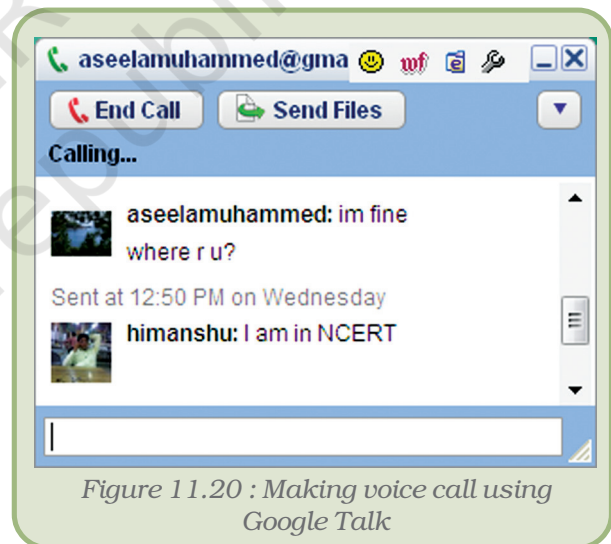 aseelamuhammed@gma
End Call Send Files
Calling...
aseelamuhammed: im fine
where r u?
Sent at 12:50 PM on Wednesday
himanshu: I am in NCERT
Figure 11.20 : Making voice call using
Google Talk